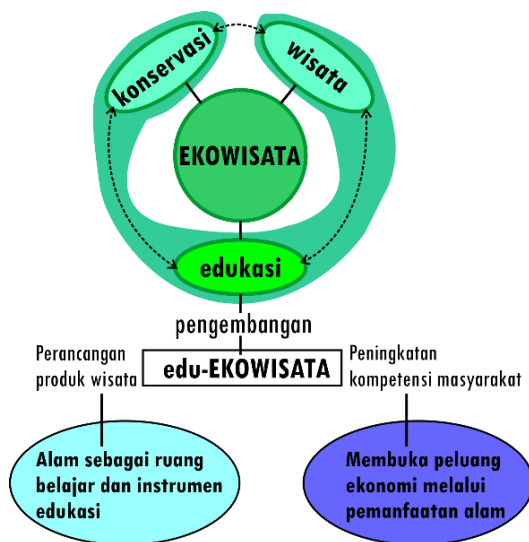 konservasi
wisata
EKOWISATA
edukasi
pengembangan
edu-EKOWISATA
Perancangan
produk wisata
Peningkatan
kompetensi masyarakat
Alam sebagai ruang
belajar dan instrumen
edukasi
Membuka peluang
ekonomi melalui
pemanfaatan alam